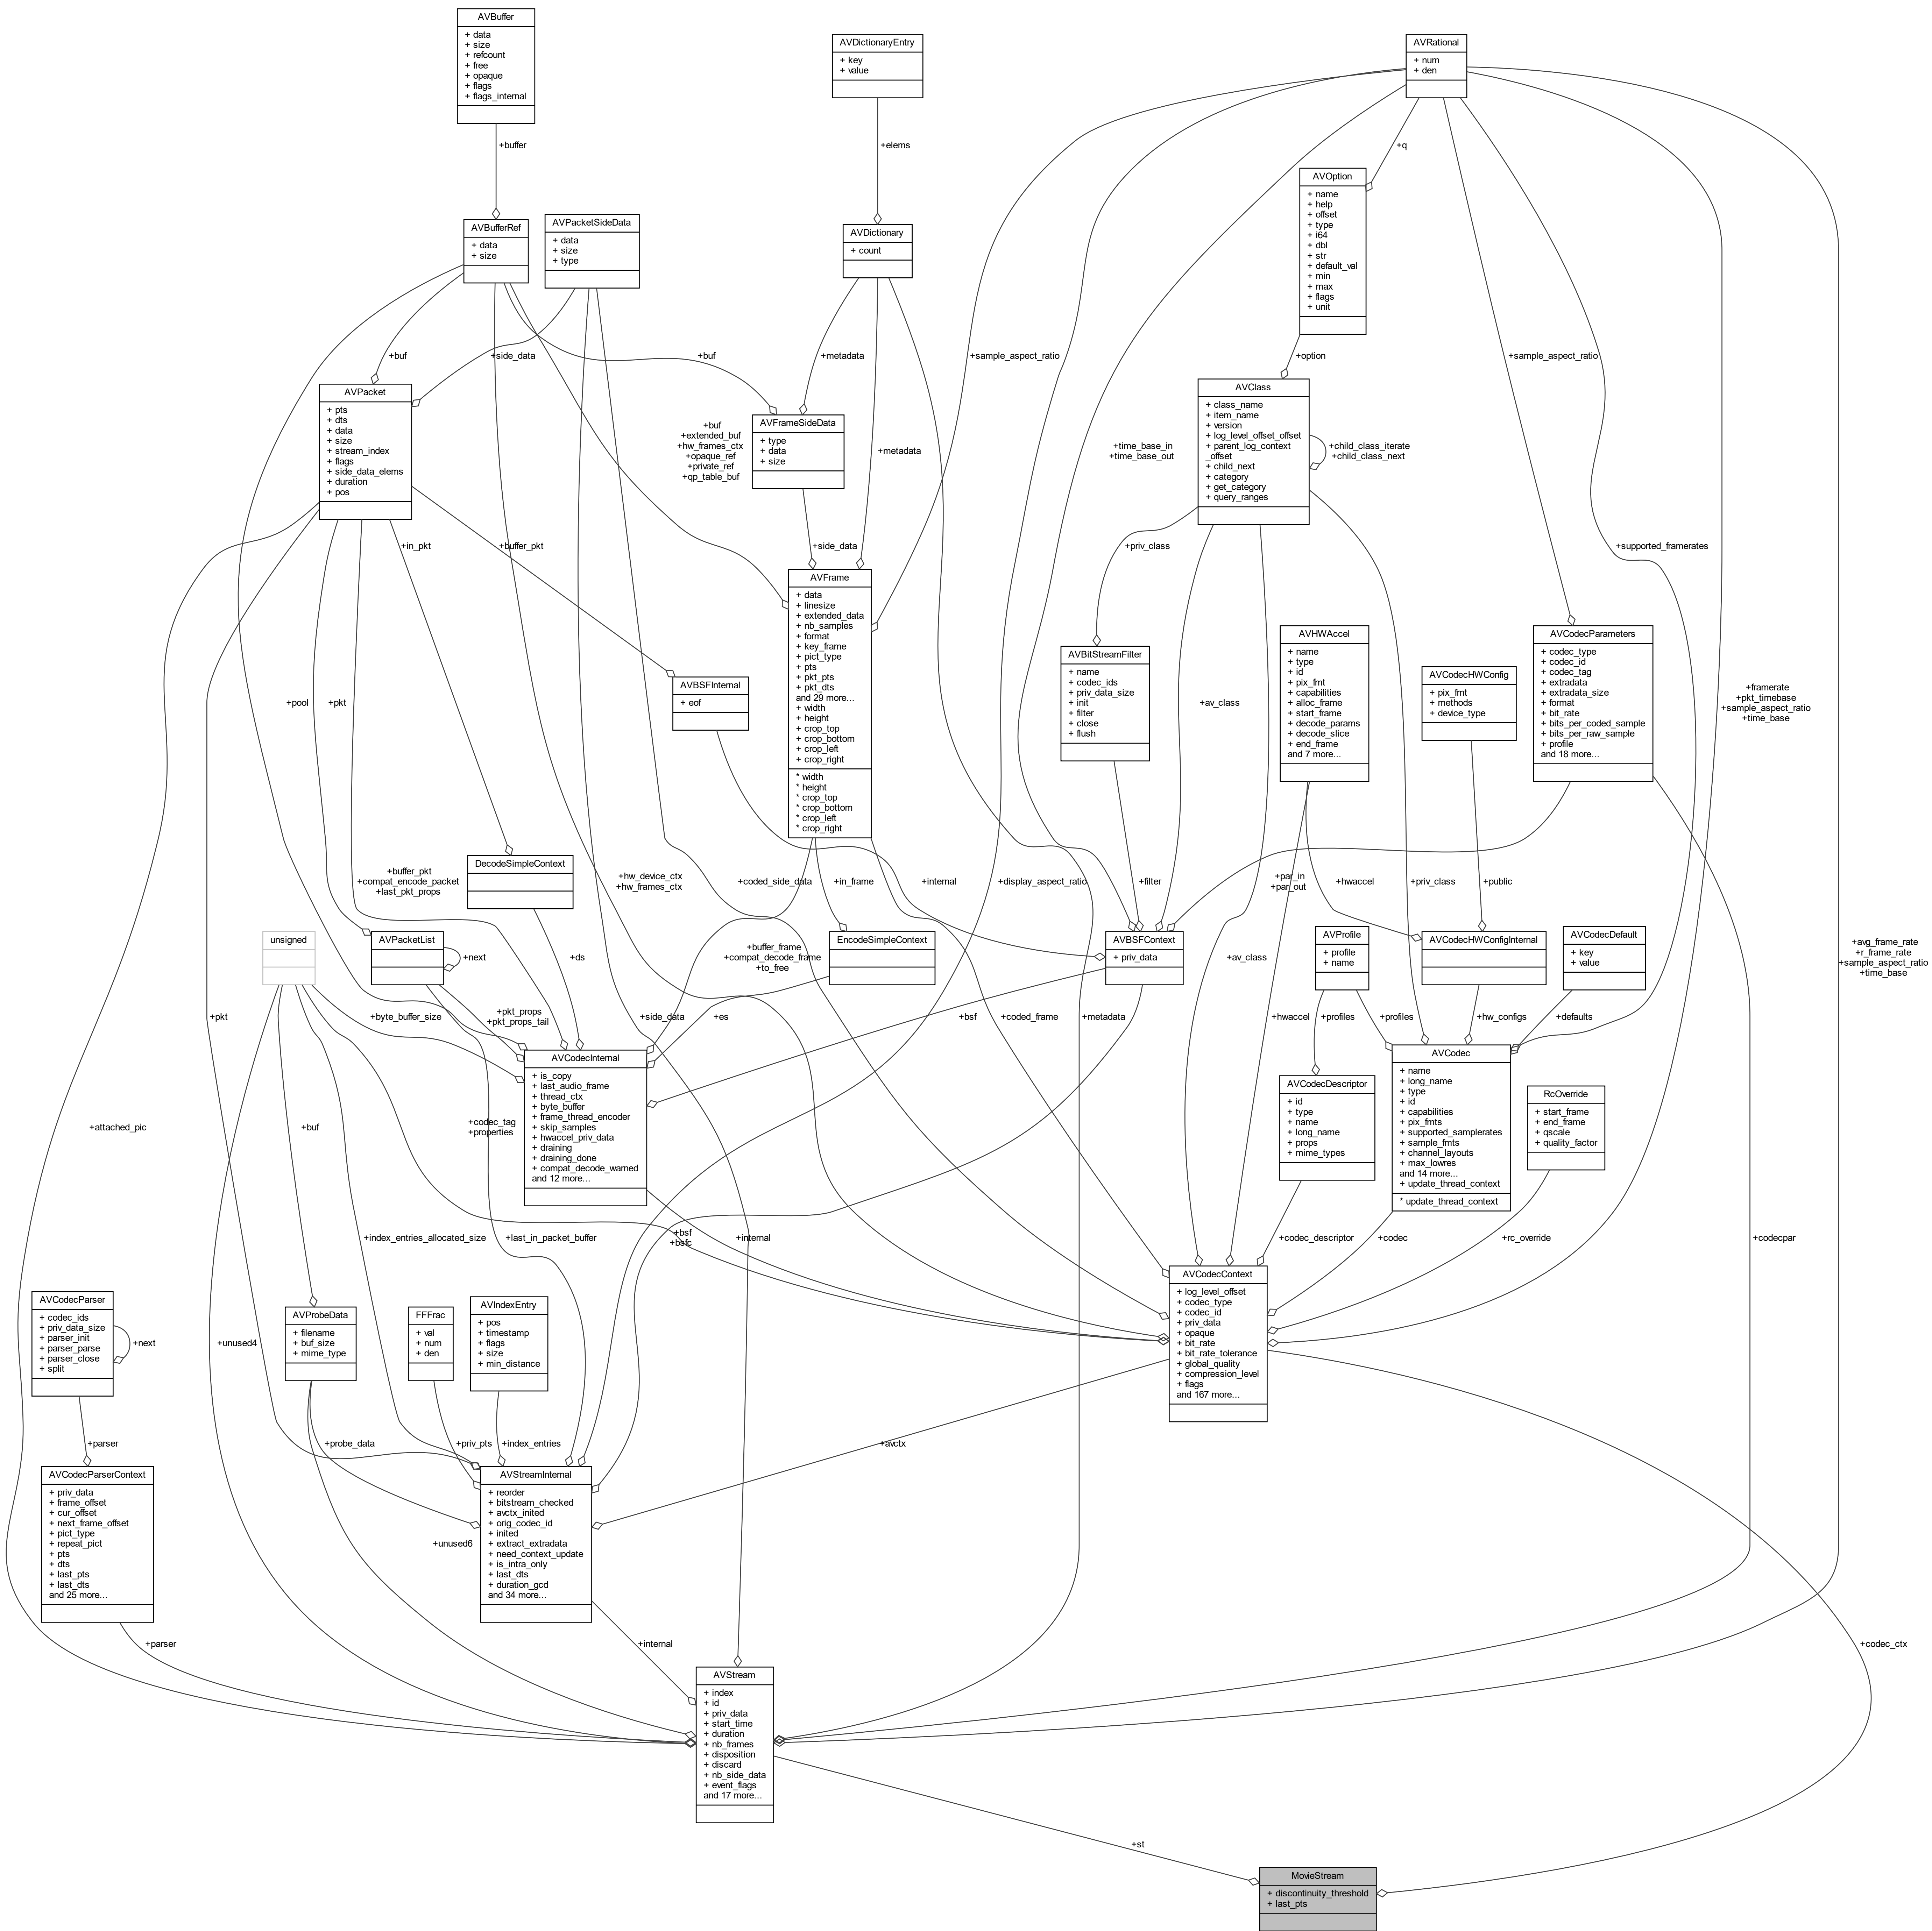 AVBuffer
+ data
+ size
+ refcount
+ free
+ opaque
+ flags
+ flags_internal
AVDictionaryEntry
+ key
+ value
AVRational
+ num
+ den
+buffer
+elems
+q
AVOption
+ name
+ help
+ offset
+ type
+ i64
+ dbl
+ str
+ default_val
+ min
+ max
+ flags
+ unit
AVBufferRef
+ data
+ size
AVPacketSideData
+ data
+ size
+ type
AVDictionary
+ count
+buf
+side_data
+buf
+metadata
+sample_aspect_ratio
+option
+sample_aspect_ratio
AVPacket
+ pts
+ dts
+ data
+ size
+ stream_index
+ flags
+ side_data_elems
+ duration
+ pos
+buf
+extended_buf
+hw_frames_ctx
+opaque_ref
+private_ref
+qp_table_buf
AVFrameSideData
+ type
+ data
+ size
+metadata
+time_base_in
+time_base_out
AVClass
+ class_name
+ item_name
+ version
+ log_level_offset_offset
+ parent_log_context
_offset
+ child_next
+ category
+ get_category
+ query_ranges
+child_class_iterate
+child_class_next
+in_pkt
+buffer_pkt
+side_data
+priv_class
+supported_framerates
AVFrame
+ data
+ linesize
+ extended_data
+ nb_samples
+ format
+ key_frame
+ pict_type
+ pts
+ pkt_pts
+ pkt_dts
and 29 more...
+ width
+ height
+ crop_top
+ crop_bottom
+ crop_left
+ crop_right
* width
* height
* crop_top
* crop_bottom
* crop_left
* crop_right
AVBSFInternal
+ eof
AVBitStreamFilter
+ name
+ codec_ids
+ priv_data_size
+ init
+ filter
+ close
+ flush
AVHWAccel
+ name
+ type
+ id
+ pix_fmt
+ capabilities
+ alloc_frame
+ start_frame
+ decode_params
+ decode_slice
+ end_frame
and 7 more...
AVCodecHWConfig
+ pix_fmt
+ methods
+ device_type
AVCodecParameters
+ codec_type
+ codec_id
+ codec_tag
+ extradata
+ extradata_size
+ format
+ bit_rate
+ bits_per_coded_sample
+ bits_per_raw_sample
+ profile
and 18 more...
+pool
+pkt
+av_class
+framerate
+pkt_timebase
+sample_aspect_ratio
+time_base
DecodeSimpleContext
+buffer_pkt
+compat_encode_packet
+last_pkt_props
+hw_device_ctx
+hw_frames_ctx
+coded_side_data
+in_frame
+internal
+display_aspect_ratio
+filter
+par_in
+par_out
+hwaccel
+priv_class
+public
unsigned
AVPacketList
+next
+ds
+buffer_frame
+compat_decode_frame
+to_free
EncodeSimpleContext
AVBSFContext
+ priv_data
+av_class
AVProfile
+ profile
+ name
AVCodecHWConfigInternal
AVCodecDefault
+ key
+ value
+avg_frame_rate
+r_frame_rate
+sample_aspect_ratio
+time_base
+pkt
+byte_buffer_size
+pkt_props
+pkt_props_tail
+side_data
+es
+bsf
+coded_frame
+metadata
+hwaccel
+profiles
+profiles
+hw_configs
+defaults
AVCodecInternal
+ is_copy
+ last_audio_frame
+ thread_ctx
+ byte_buffer
+ frame_thread_encoder
+ skip_samples
+ hwaccel_priv_data
+ draining
+ draining_done
+ compat_decode_warned
and 12 more...
AVCodecDescriptor
+ id
+ type
+ name
+ long_name
+ props
+ mime_types
AVCodec
+ name
+ long_name
+ type
+ id
+ capabilities
+ pix_fmts
+ supported_samplerates
+ sample_fmts
+ channel_layouts
+ max_lowres
and 14 more...
+ update_thread_context
* update_thread_context
RcOverride
+ start_frame
+ end_frame
+ qscale
+ quality_factor
+attached_pic
+buf
+codec_tag
+properties
+index_entries_allocated_size
+last_in_packet_buffer
+bsf
+bsfc
+internal
+codec_descriptor
+codec
+rc_override
+codecpar
AVCodecParser
+ codec_ids
+ priv_data_size
+ parser_init
+ parser_parse
+ parser_close
+ split
+next
+unused4
AVProbeData
+ filename
+ buf_size
+ mime_type
FFFrac
+ val
+ num
+ den
AVIndexEntry
+ pos
+ timestamp
+ flags
+ size
+ min_distance
AVCodecContext
+ log_level_offset
+ codec_type
+ codec_id
+ priv_data
+ opaque
+ bit_rate
+ bit_rate_tolerance
+ global_quality
+ compression_level
+ flags
and 167 more...
+parser
+probe_data
+priv_pts
+index_entries
+avctx
AVCodecParserContext
+ priv_data
+ frame_offset
+ cur_offset
+ next_frame_offset
+ pict_type
+ repeat_pict
+ pts
+ dts
+ last_pts
+ last_dts
and 25 more...
+unused6
AVStreamInternal
+ reorder
+ bitstream_checked
+ avctx_inited
+ orig_codec_id
+ inited
+ extract_extradata
+ need_context_update
+ is_intra_only
+ last_dts
+ duration_gcd
and 34 more...
+parser
+internal
+codec_ctx
AVStream
+ index
+ id
+ priv_data
+ start_time
+ duration
+ nb_frames
+ disposition
+ discard
+ nb_side_data
+ event_flags
and 17 more...
+st
MovieStream
+ discontinuity_threshold
+ last_pts